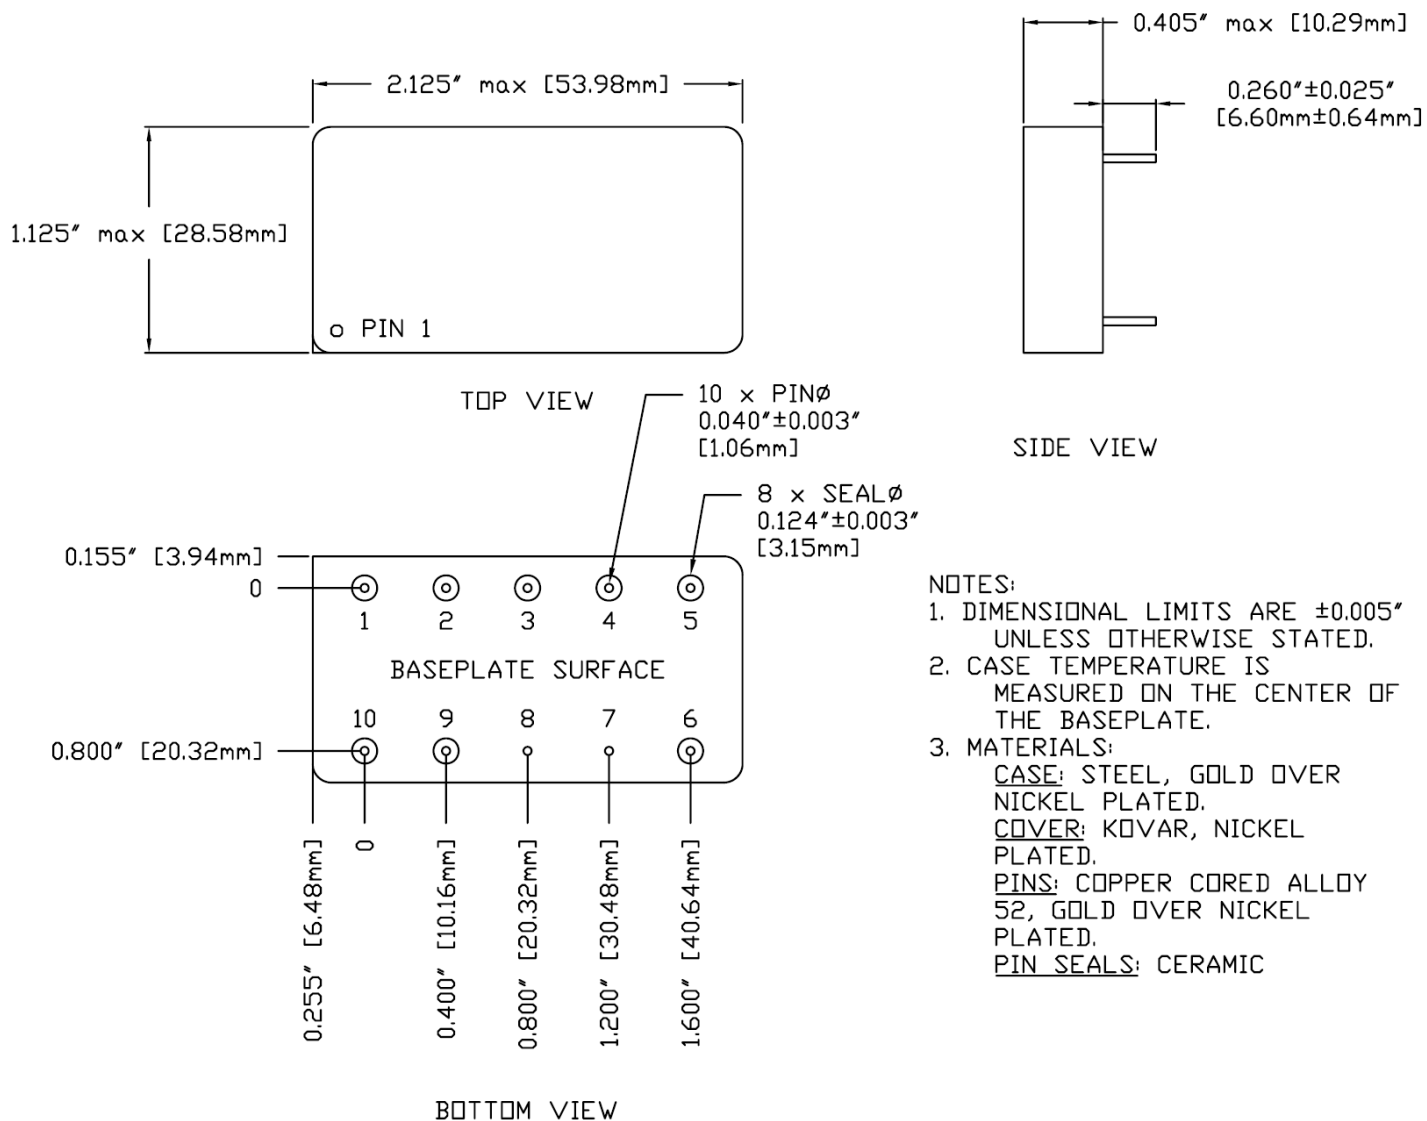 0.405″ max [10.29mm]
2.125″ max [53.98mm]
0.260″±0.025″
[6.60mm±0.64mm]
1.125″ max [28.58mm]
PIN 1
TOP VIEW
10 x PINø
0.040″±0.003″
[1.06mm]
SIDE VIEW
8 x SEALø
0.124″±0.003″
[3.15mm]
0.155″ [3.94mm]
0
1 2 3 4 5
BASEPLATE SURFACE
10 9 8 7 6
0.800″ [20.32mm]
0.255″ [6.48mm]
0
0.400″ [10.16mm]
0.800″ [20.32mm]
1.200″ [30.48mm]
1.600″ [40.64mm]
BOTTOM VIEW
NOTES:
1. DIMENSIONAL LIMITS ARE ±0.005″
UNLESS OTHERWISE STATED.
2. CASE TEMPERATURE IS
MEASURED ON THE CENTER OF
THE BASEPLATE.
3. MATERIALS:
CASE: STEEL, GOLD OVER
NICKEL PLATED.
COVER: KOVAR, NICKEL
PLATED.
PINS: COPPER CORED ALLOY
52, GOLD OVER NICKEL
PLATED.
PIN SEALS: CERAMIC